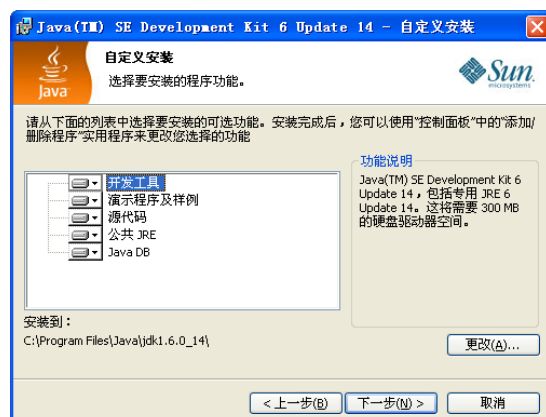 Java(TM) SE Development Kit 6 Update 14 - 自定义安装
Java
自定义安装
选择要安装的程序功能。
Sun
microsystems
请从下面的列表中选择要安装的可选功能。安装完成后，您可以使用“控制面板”中的“添加/
删除程序”实用程序来更改您选择的功能
开发工具
演示程序及样例
源代码
公共 JRE
Java DB
功能说明
Java(TM) SE Development Kit 6
Update 14，包括专用 JRE 6
Update 14。这将需要 300 MB
的硬盘驱动器空间。
安装到：
C:\Program Files\Java\jdk1.6.0_14\
更改(A)...
< 上一步(B)
下一步(N) >
取消